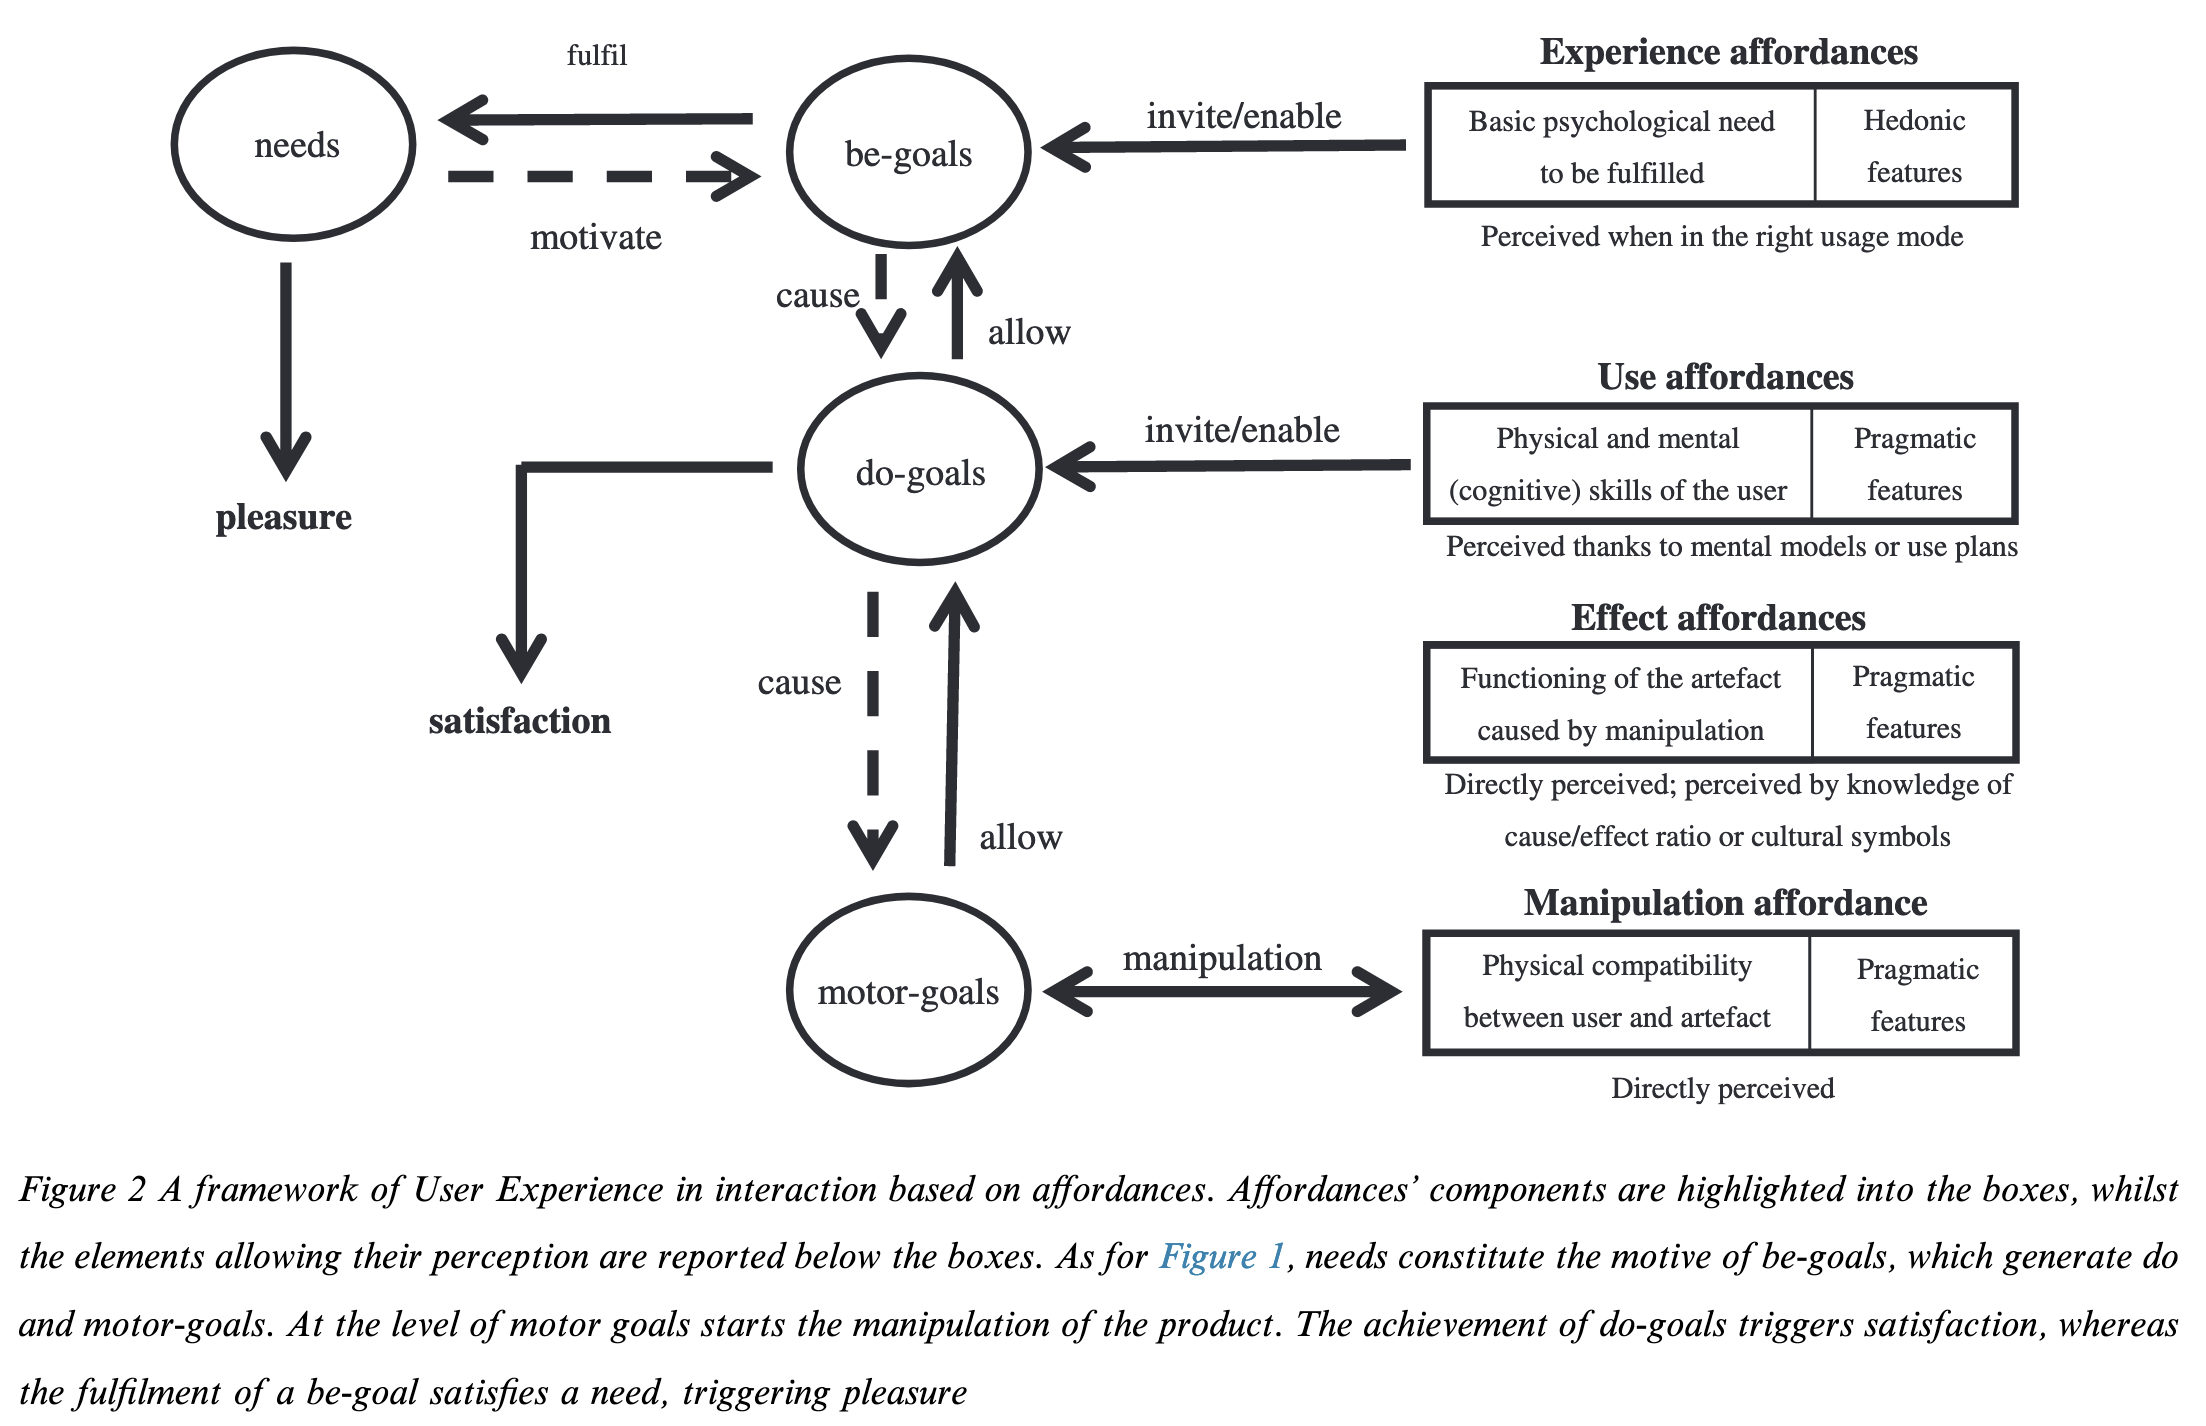 fulfil
needs
motivate
be-goals
invite/enable
Experience affordances
Basic psychological need
to be fulfilled
Hedonic
features
Perceived when in the right usage mode
cause
allow
pleasure
do-goals
invite/enable
Use affordances
Physical and mental
(cognitive) skills of the user
Pragmatic
features
Perceived thanks to mental models or use plans
satisfaction
cause
allow
Effect affordances
Functioning of the artefact
caused by manipulation
Pragmatic
features
Directly perceived; perceived by knowledge of
cause/effect ratio or cultural symbols
motor-goals
manipulation
Manipulation affordance
Physical compatibility
between user and artefact
Pragmatic
features
Directly perceived
Figure 2 A framework of User Experience in interaction based on affordances. Affordances’ components are highlighted into the boxes, whilst
the elements allowing their perception are reported below the boxes. As for Figure 1, needs constitute the motive of be-goals, which generate do
and motor-goals. At the level of motor goals starts the manipulation of the product. The achievement of do-goals triggers satisfaction, whereas
the fulfilment of a be-goal satisfies a need, triggering pleasure